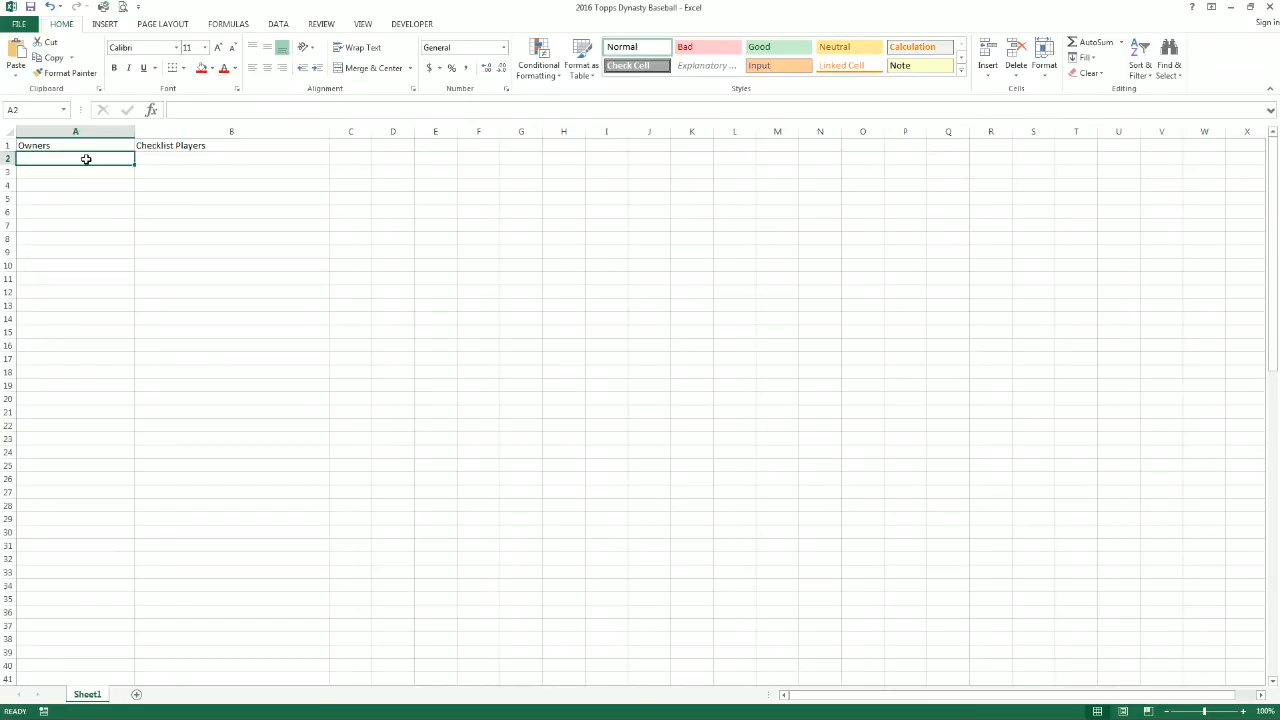 2016 Topps Dynasty Baseball - Excel
Sign in
FILE HOME INSERT PAGE LAYOUT FORMULAS DATA REVIEW VIEW DEVELOPER
Paste
Cut
Copy
Format Painter
Clipboard
Calibri 11
B I U
A A
Font
Wrap Text
Merge & Center
Alignment
General
$ % ,
Number
Conditional Formatting
Format as Table
Normal Bad Good Neutral Calculation
Check Cell Explanatory ... Input Linked Cell Note
Styles
Insert Delete Format
Cells
AutoSum
Fill
Clear
Sort & Filter
Find & Select
Editing
A2
fx
A B C D E F G H I J K L M N O P Q R S T U V W X
1 Owners Checklist Players
2
3
4
5
6
7
8
9
10
11
12
13
14
15
16
17
18
19
20
21
22
23
24
25
26
27
28
29
30
31
32
33
34
35
36
37
38
39
40
41
Sheet1
READY
100%